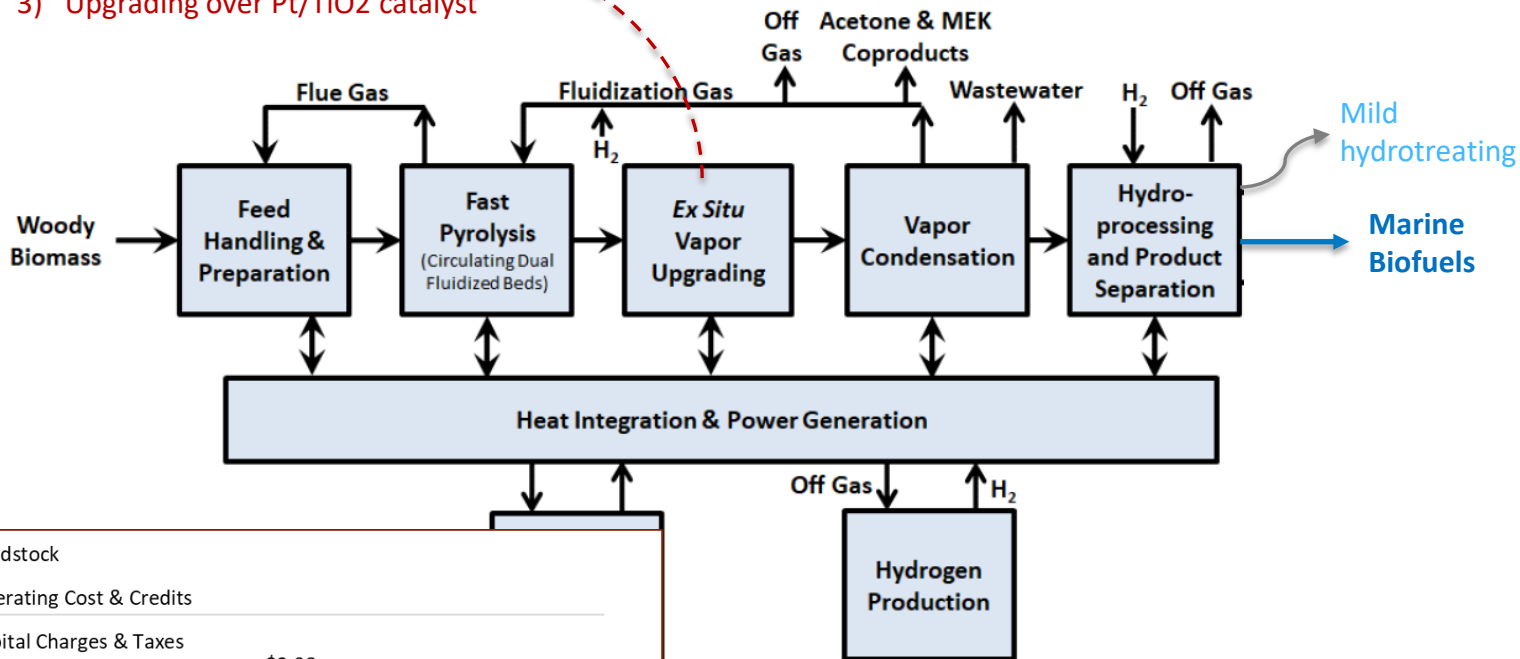 3) Upgrading over Pt/TiO2 catalyst
Off
Gas
Acetone & MEK
Coproducts
Flue Gas
Fluidization Gas
H2
Wastewater
H2
Off Gas
Mild
hydrotreating
Woody
Biomass
Feed
Handling &
Preparation
Fast
Pyrolysis
(Circulating Dual
Fluidized Beds)
Ex Situ
Vapor
Upgrading
Vapor
Condensation
Hydro-
processing
and Product
Separation
Marine
Biofuels
Heat Integration & Power Generation
Off Gas
H2
Hydrogen
Production
dstock
erating Cost & Credits
ital Charges & Taxes